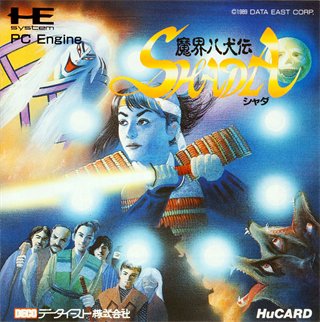 HE
system
PC Engine
©1989 DATA EAST CORP.
魔界八犬伝
SHADA
シャダ
DECO データイースト株式会社
HuCARD